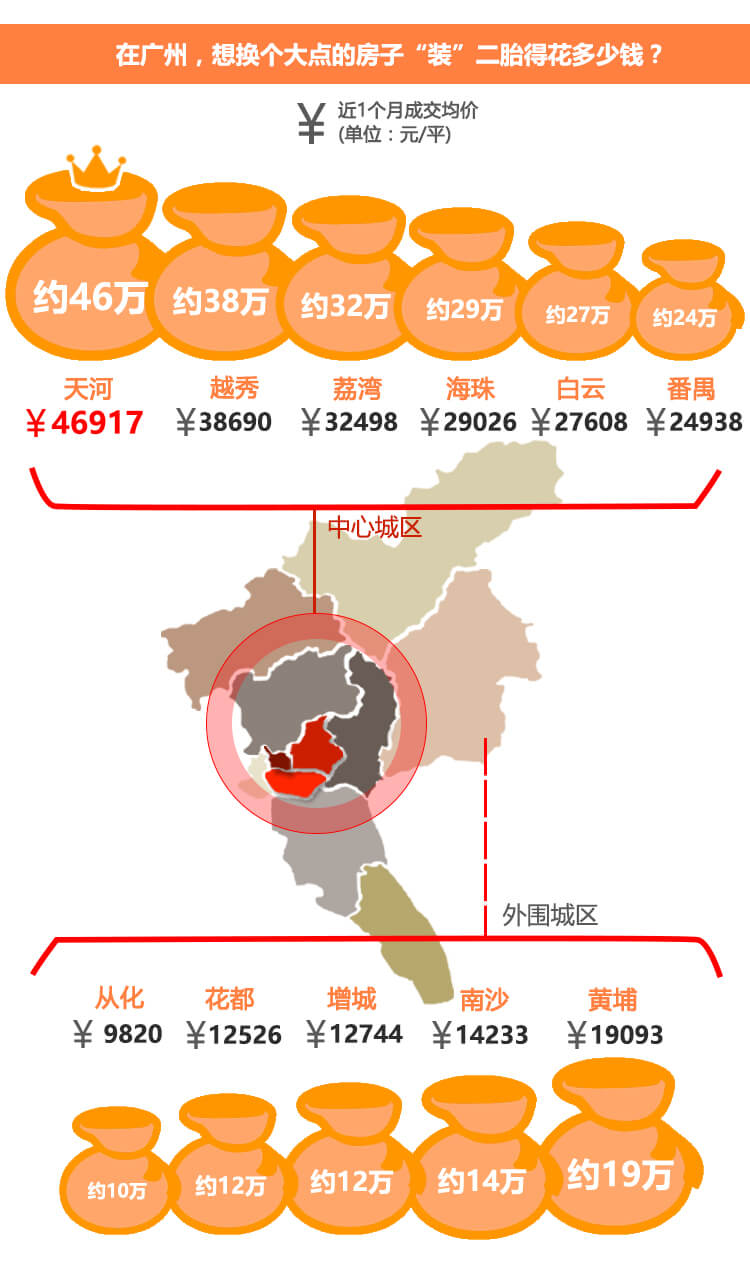 在广州，想换个大点的房子“装”二胎得花多少钱？
¥ 近1个月成交均价
(单位：元/平)
约46万 约38万 约32万 约29万 约27万 约24万
天河 越秀 荔湾 海珠 白云 番禺
¥46917 ¥38690 ¥32498 ¥29026 ¥27608 ¥24938
中心城区
外围城区
从化 花都 增城 南沙 黄埔
¥ 9820 ¥12526 ¥12744 ¥14233 ¥19093
约10万 约12万 约12万 约14万 约19万